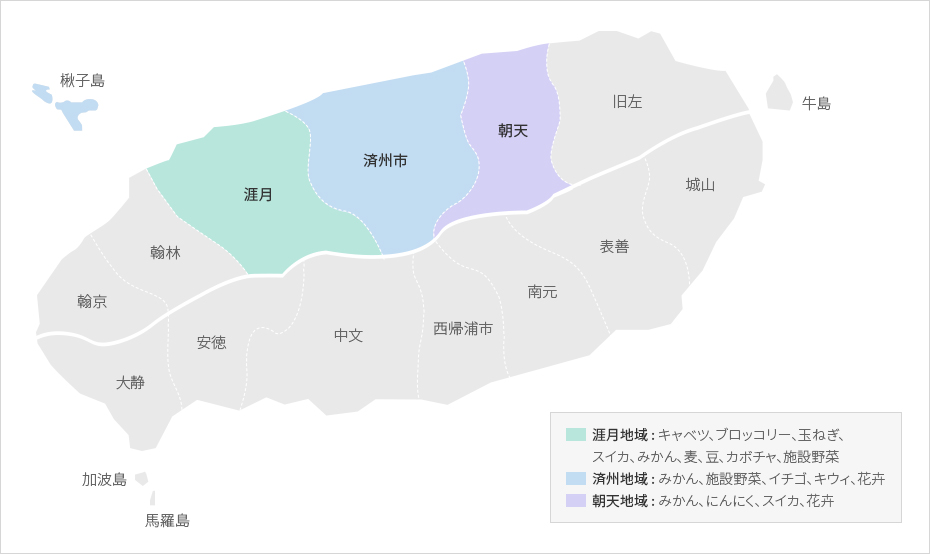 楸子島
旧左
牛島
朝天
済州市
城山
涯月
表善
翰林
南元
翰京
西帰浦市
中文
安徳
大静
涯月地域 : キャベツ、ブロッコリー、玉ねぎ、
スイカ、みかん、麦、豆、カボチャ、施設野菜
済州地域 : みかん、施設野菜、イチゴ、キウィ、花卉
朝天地域 : みかん、にんにく、スイカ、花卉
加波島
馬羅島